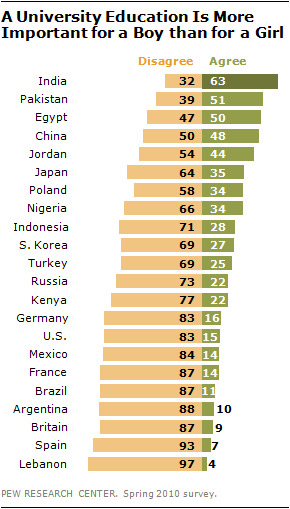 A University Education Is More
Important for a Boy than for a Girl
Disagree Agree
India 32 63
Pakistan 39 51
Egypt 47 50
China 50 48
Jordan 54 44
Japan 64 35
Poland 58 34
Nigeria 66 34
Indonesia 71 28
S. Korea 69 27
Turkey 69 25
Russia 73 22
Kenya 77 22
Germany 83 16
U.S. 83 15
Mexico 84 14
France 87 14
Brazil 87 11
Argentina 88 10
Britain 87 9
Spain 93 7
Lebanon 97 4
PEW RESEARCH CENTER. Spring 2010 survey.